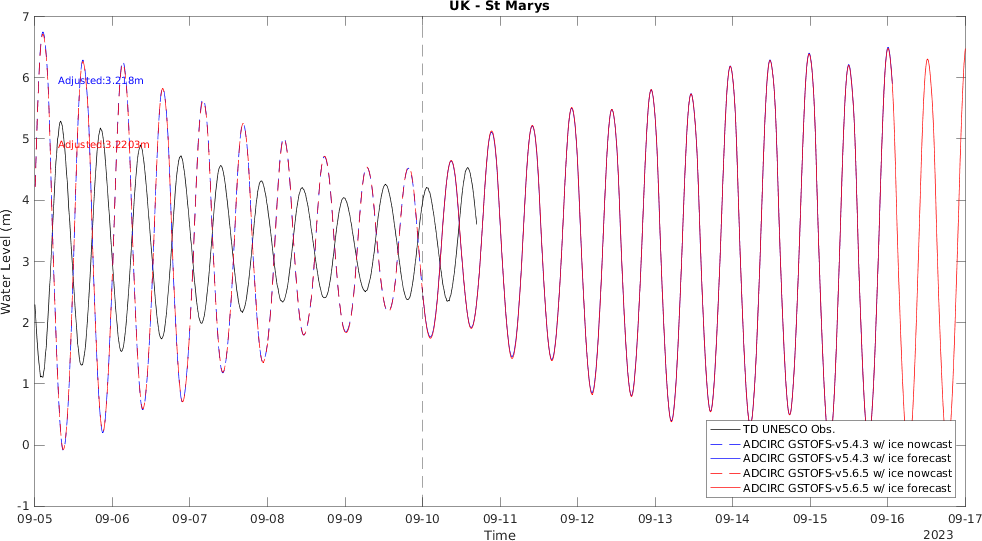 UK - St Marys
7
6
5
4
3
2
1
0
-1
Water Level (m)
Adjusted:3.218m
Adjusted:3.2203m
TD UNESCO Obs.
ADCIRC GSTOFS-v5.4.3 w/ ice nowcast
ADCIRC GSTOFS-v5.4.3 w/ ice forecast
ADCIRC GSTOFS-v5.6.5 w/ ice nowcast
ADCIRC GSTOFS-v5.6.5 w/ ice forecast
09-05 09-06 09-07 09-08 09-09 09-10 09-11 09-12 09-13 09-14 09-15 09-16 09-17
Time
2023